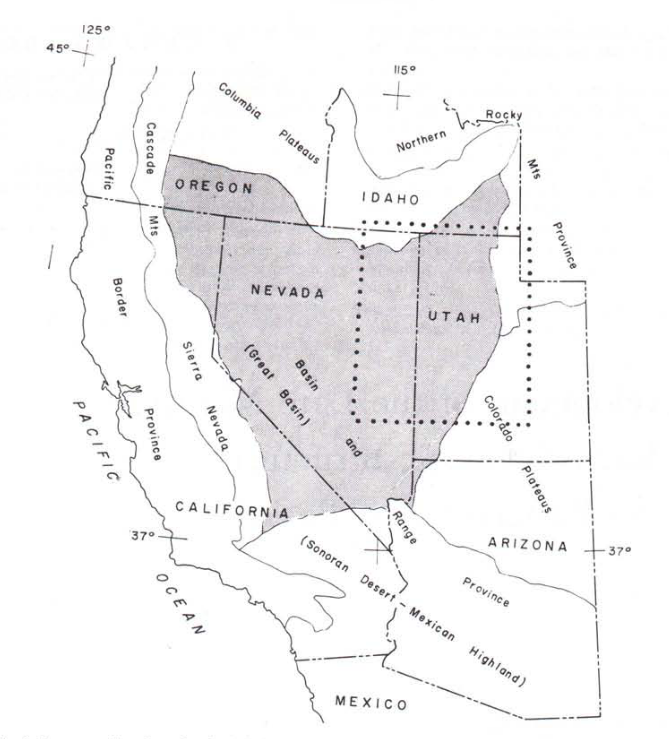 125°
45°
115°
Columbia
Plateaus
Northern
Rocky
Mts
Province
Pacific
Cascade
Mts
OREGON
IDAHO
Border
Province
NEVADA
UTAH
Basin
(Great Basin)
and
Range
Province
Sierra
Nevada
PACIFIC
OCEAN
Colorado
Plateaus
CALIFORNIA
37°
ARIZONA
37°
(Sonoran Desert - Mexican Highland)
MEXICO